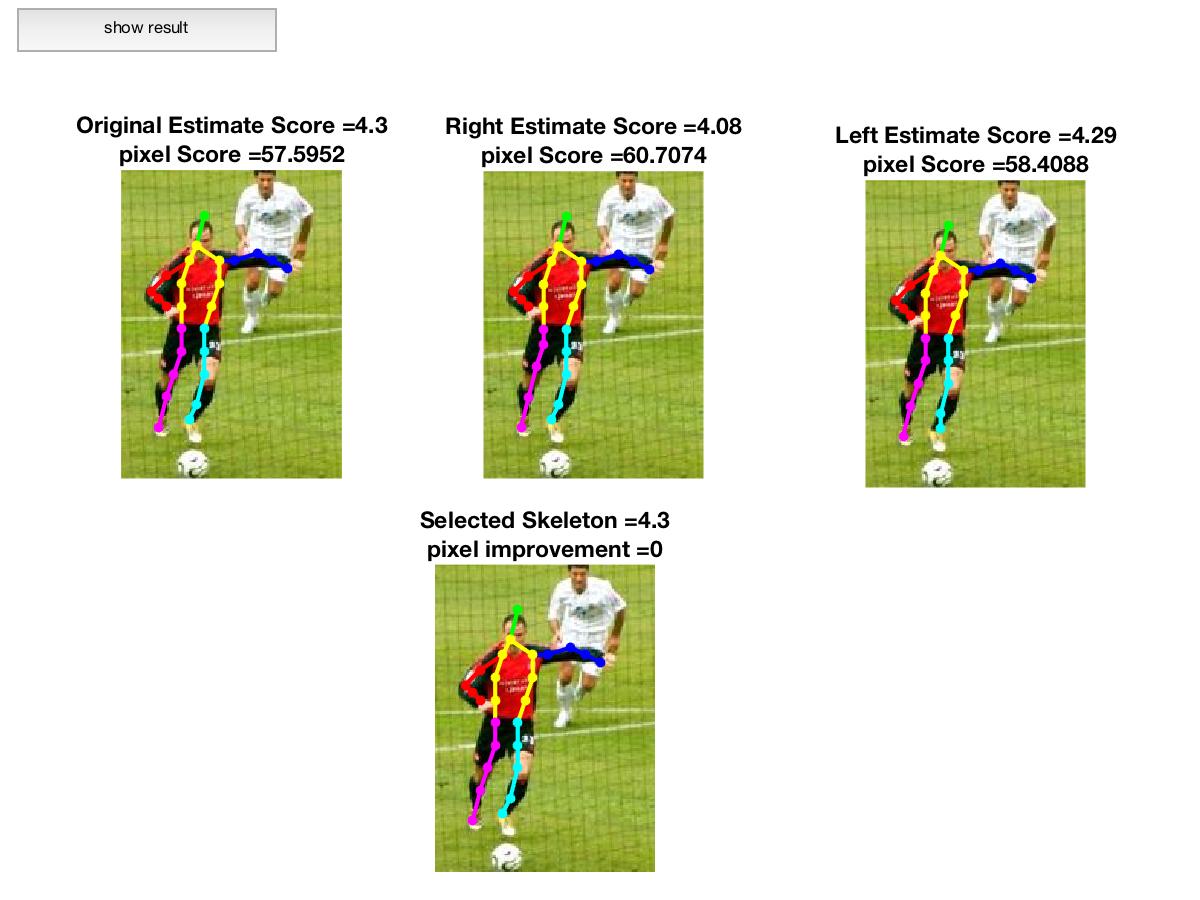 show result
Original Estimate Score =4.3
pixel Score =57.5952
Right Estimate Score =4.08
pixel Score =60.7074
Left Estimate Score =4.29
pixel Score =58.4088
Selected Skeleton =4.3
pixel improvement =0